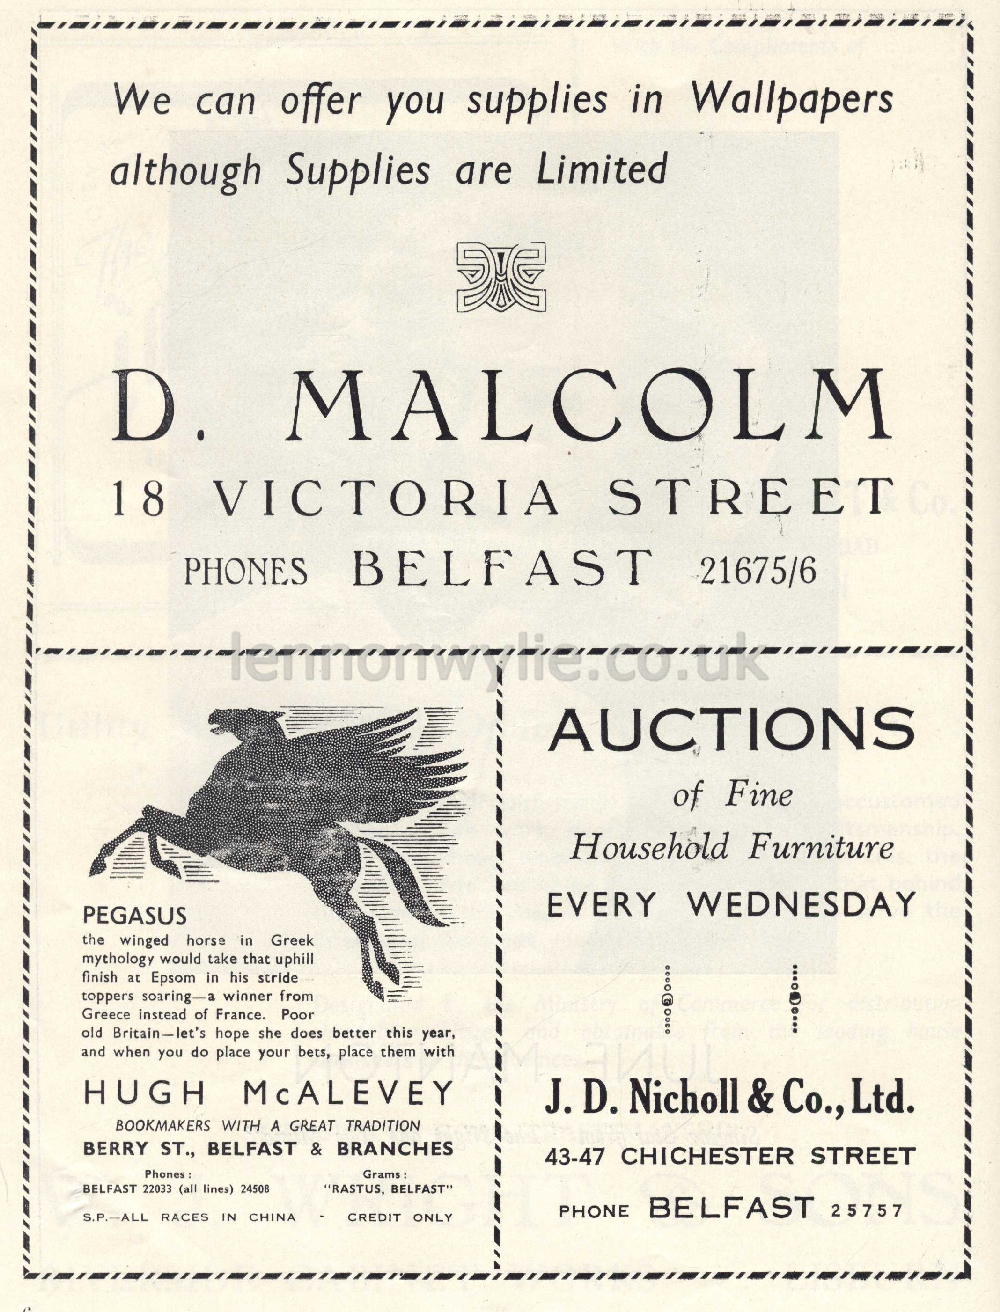 We can offer you supplies in Wallpapers
although Supplies are Limited
D. MALCOLM
18 VICTORIA STREET
PHONES BELFAST 21675/6
lennonwylie.co.uk
PEGASUS
the winged horse in Greek
mythology would take that uphill
finish at Epsom in his stride
toppers soaring—a winner from
Greece instead of France. Poor
old Britain—let's hope she does better this year,
and when you do place your bets, place them with
HUGH McALEVEY
BOOKMAKERS WITH A GREAT TRADITION
BERRY ST., BELFAST & BRANCHES
Phones : Grams :
BELFAST 22033 (all lines) 24508 "RASTUS, BELFAST"
S.P.—ALL RACES IN CHINA - CREDIT ONLY
AUCTIONS
of Fine
Household Furniture
EVERY WEDNESDAY
J. D. Nicholl & Co., Ltd.
43-47 CHICHESTER STREET
PHONE BELFAST 25757